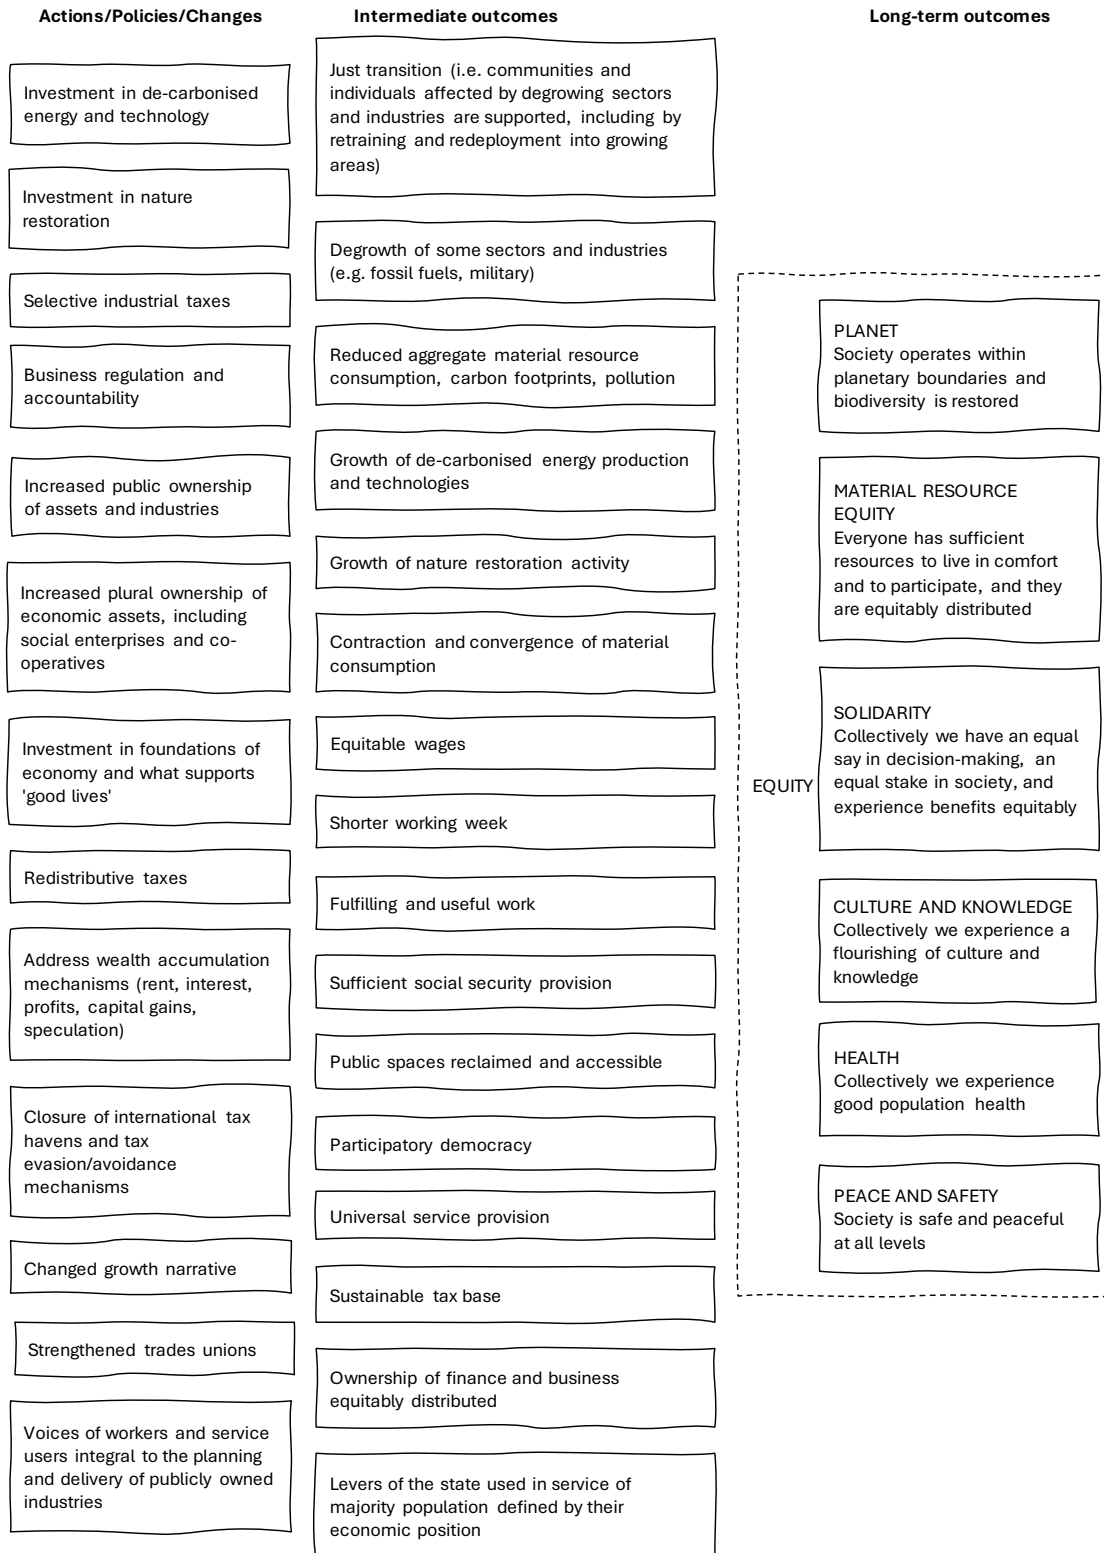 Actions/Policies/Changes
Investment in de-carbonised
energy and technology
Investment in nature
restoration
Selective industrial taxes
Business regulation and
accountability
Increased public ownership
of assets and industries
Increased plural ownership of
economic assets, including
social enterprises and co-
operatives
Investment in foundations of
economy and what supports
'good lives'
Redistributive taxes
Address wealth accumulation
mechanisms (rent, interest,
profits, capital gains,
speculation)
Closure of international tax
havens and tax
evasion/avoidance
mechanisms
Changed growth narrative
Strengthened trades unions
Voices of workers and service
users integral to the planning
and delivery of publicly owned
industries
Intermediate outcomes
Just transition (i.e. communities and
individuals affected by degrowing sectors
and industries are supported, including by
retraining and redeployment into growing
areas)
Degrowth of some sectors and industries
(e.g. fossil fuels, military)
Reduced aggregate material resource
consumption, carbon footprints, pollution
Growth of de-carbonised energy production
and technologies
Growth of nature restoration activity
Contraction and convergence of material
consumption
Equitable wages
Shorter working week
Fulfilling and useful work
Sufficient social security provision
Public spaces reclaimed and accessible
Participatory democracy
Universal service provision
Sustainable tax base
Ownership of finance and business
equitably distributed
Levers of the state used in service of
majority population defined by their
economic position
Long-term outcomes
EQUITY
PLANET
Society operates within
planetary boundaries and
biodiversity is restored
MATERIAL RESOURCE
EQUITY
Everyone has sufficient
resources to live in comfort
and to participate, and they
are equitably distributed
SOLIDARITY
Collectively we have an equal
say in decision-making, an
equal stake in society, and
experience benefits equitably
CULTURE AND KNOWLEDGE
Collectively we experience a
flourishing of culture and
knowledge
HEALTH
Collectively we experience
good population health
PEACE AND SAFETY
Society is safe and peaceful
at all levels